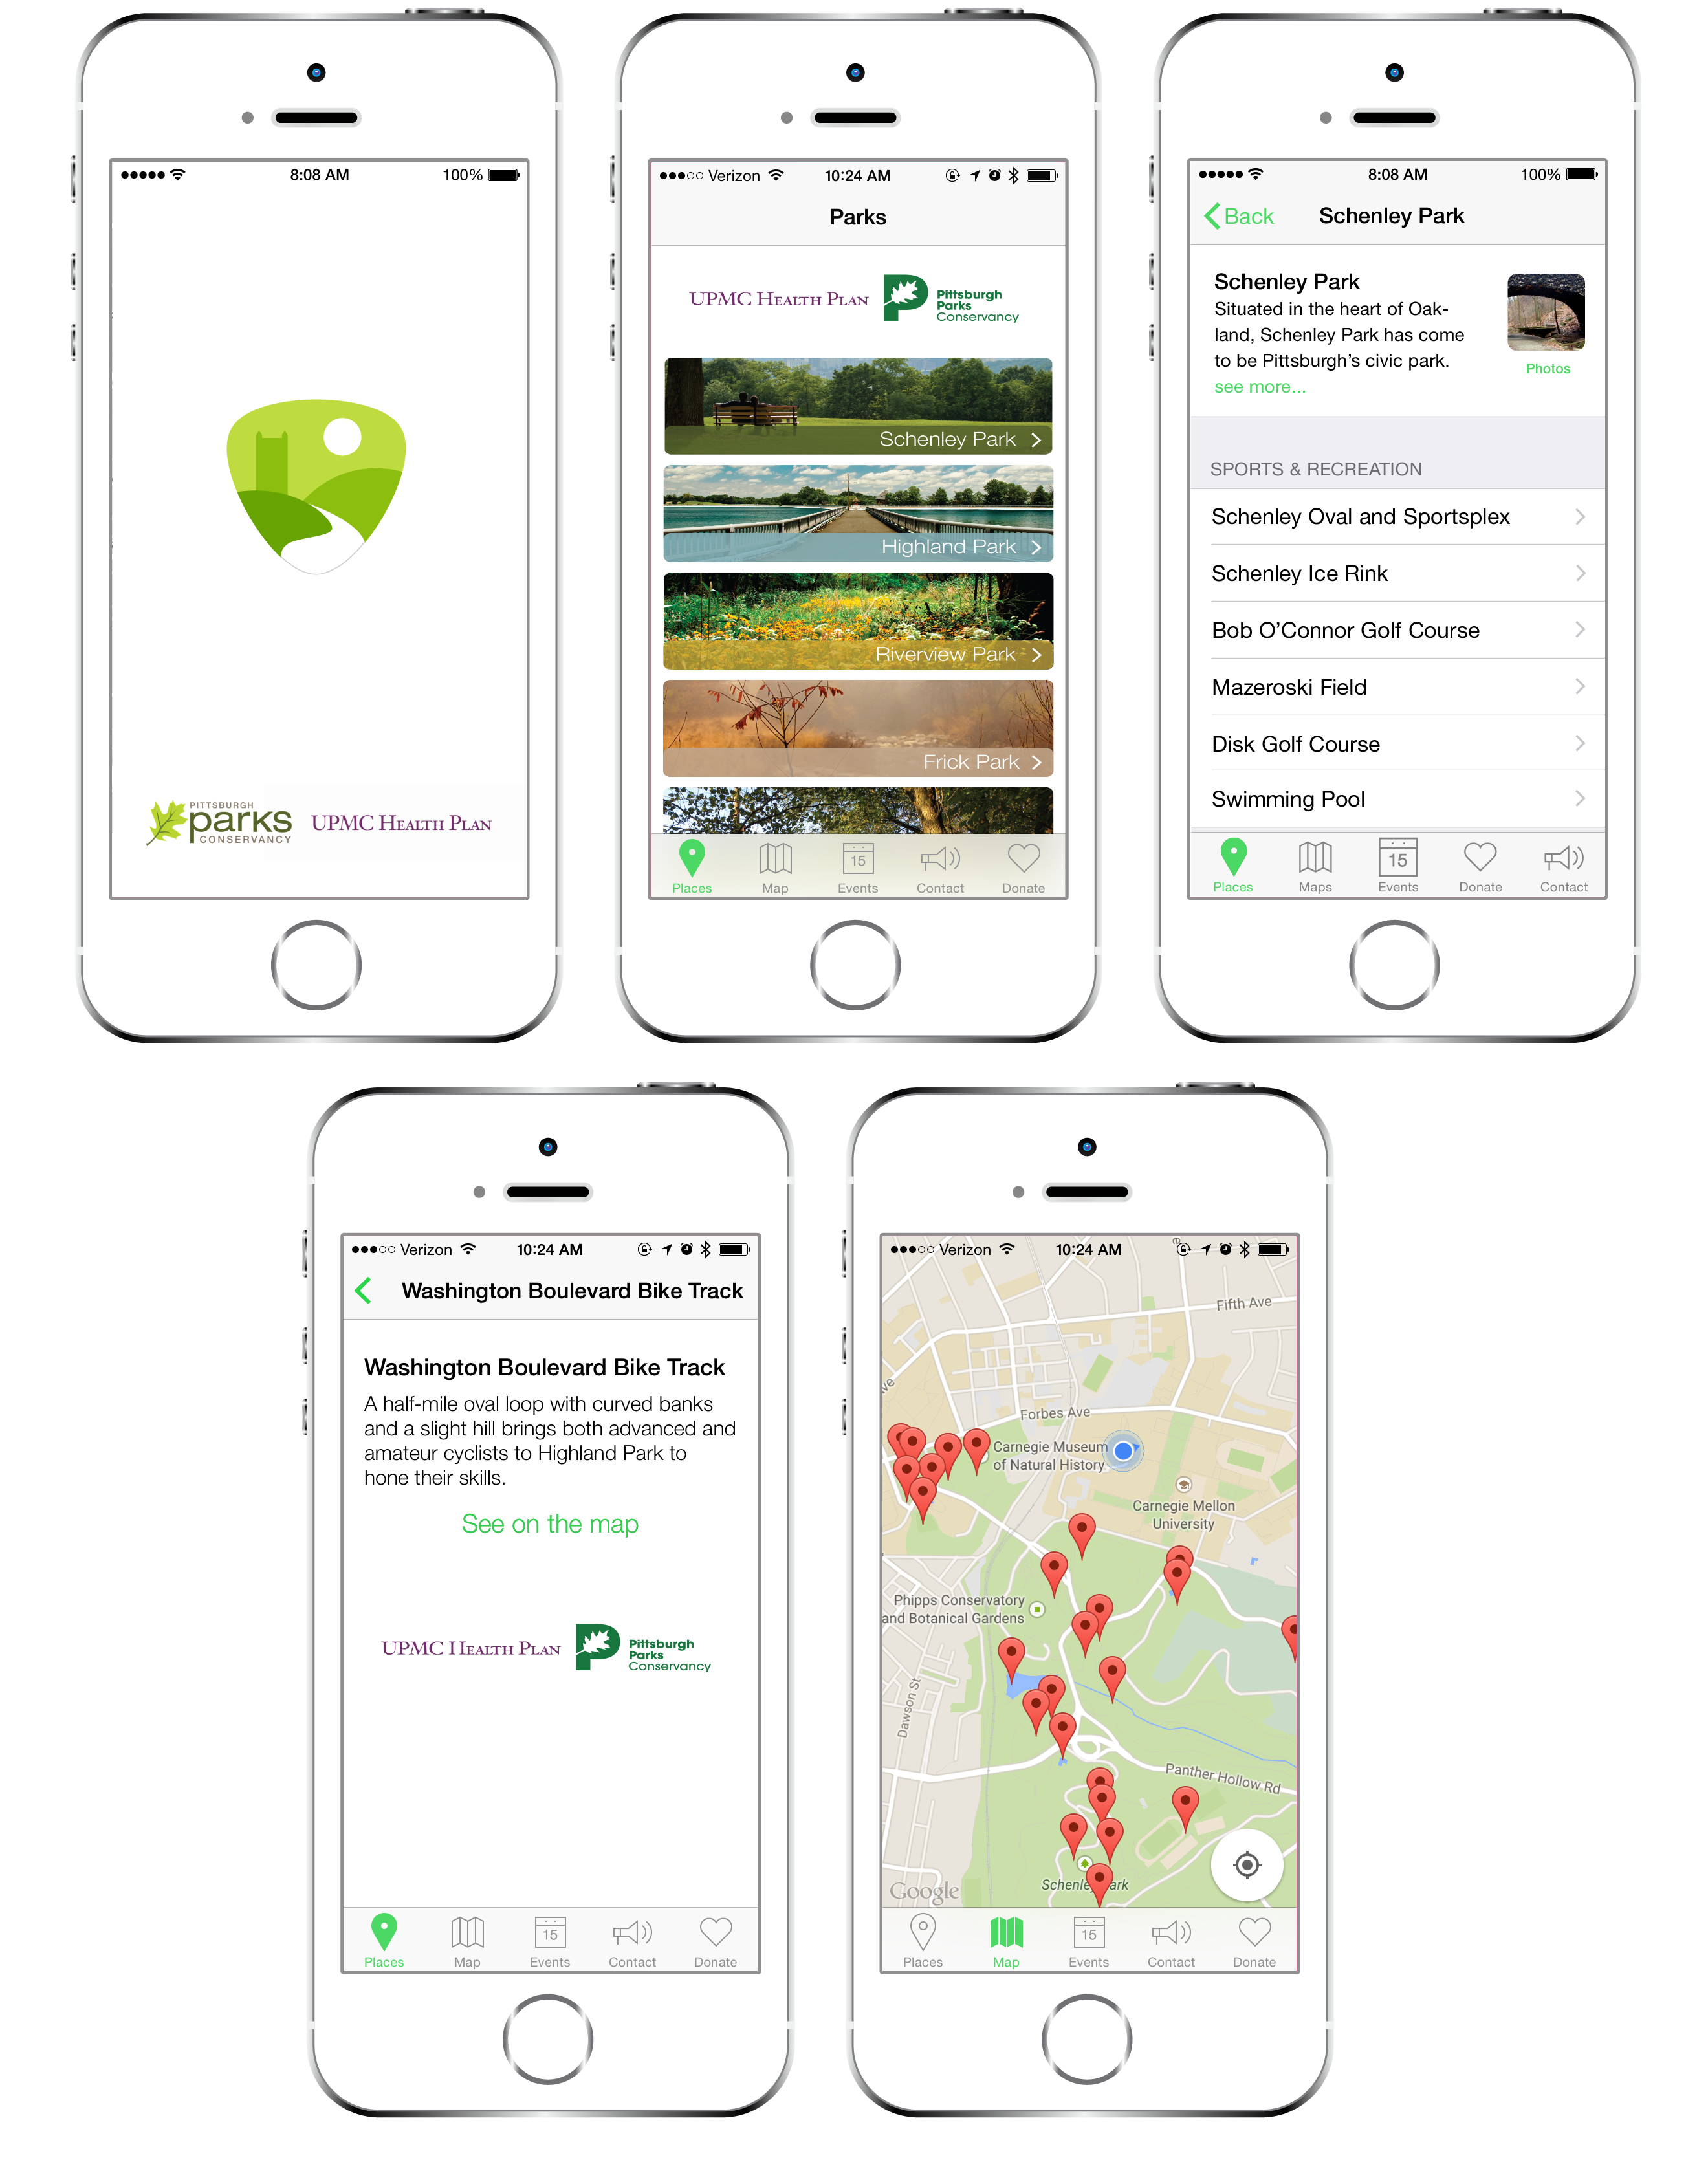 8:08 AM
100%
PITTSBURGH
parks
CONSERVANCY
UPMC HEALTH PLAN
Verizon
10:24 AM
Parks
UPMC HEALTH PLAN
P
Pittsburgh
Parks
Conservancy
Schenley Park
Highland Park
Riverview Park
Frick Park
Places
Map
15
Events
Contact
Donate
8:08 AM
100%
Back
Schenley Park
Schenley Park
Situated in the heart of Oak-
land, Schenley Park has come
to be Pittsburgh's civic park.
see more...
Photos
SPORTS & RECREATION
Schenley Oval and Sportsplex
Schenley Ice Rink
Bob O'Connor Golf Course
Mazeroski Field
Disk Golf Course
Swimming Pool
Places
Maps
15
Events
Donate
Contact
Verizon
10:24 AM
Washington Boulevard Bike Track
Washington Boulevard Bike Track
A half-mile oval loop with curved banks
and a slight hill brings both advanced and
amateur cyclists to Highland Park to
hone their skills.
See on the map
UPMC HEALTH PLAN
P
Pittsburgh
Parks
Conservancy
Places
Map
15
Events
Contact
Donate
Verizon
10:24 AM
Fifth Ave
ve
Forbes Ave
Carnegie Museum
of Natural History
Carnegie Mellon
University
Phipps Conservatory
and Botanical Gardens
Dawson St
Panther Hollow Rd
Schenle ark
Google
Places
Map
15
Events
Contact
Donate